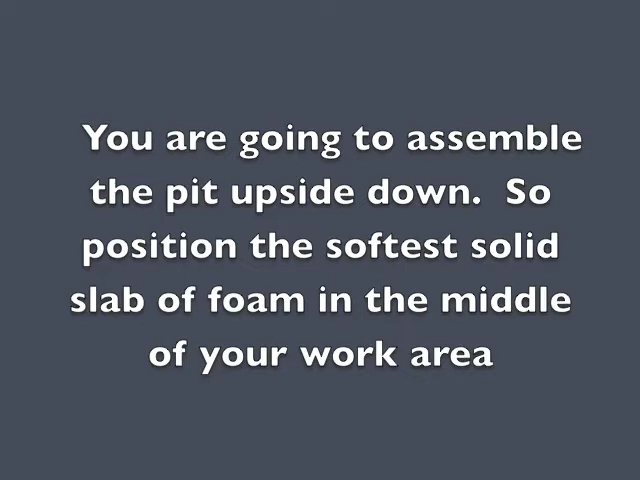 You are going to assemble
the pit upside down.  So
position the softest solid
slab of foam in the middle
of your work area